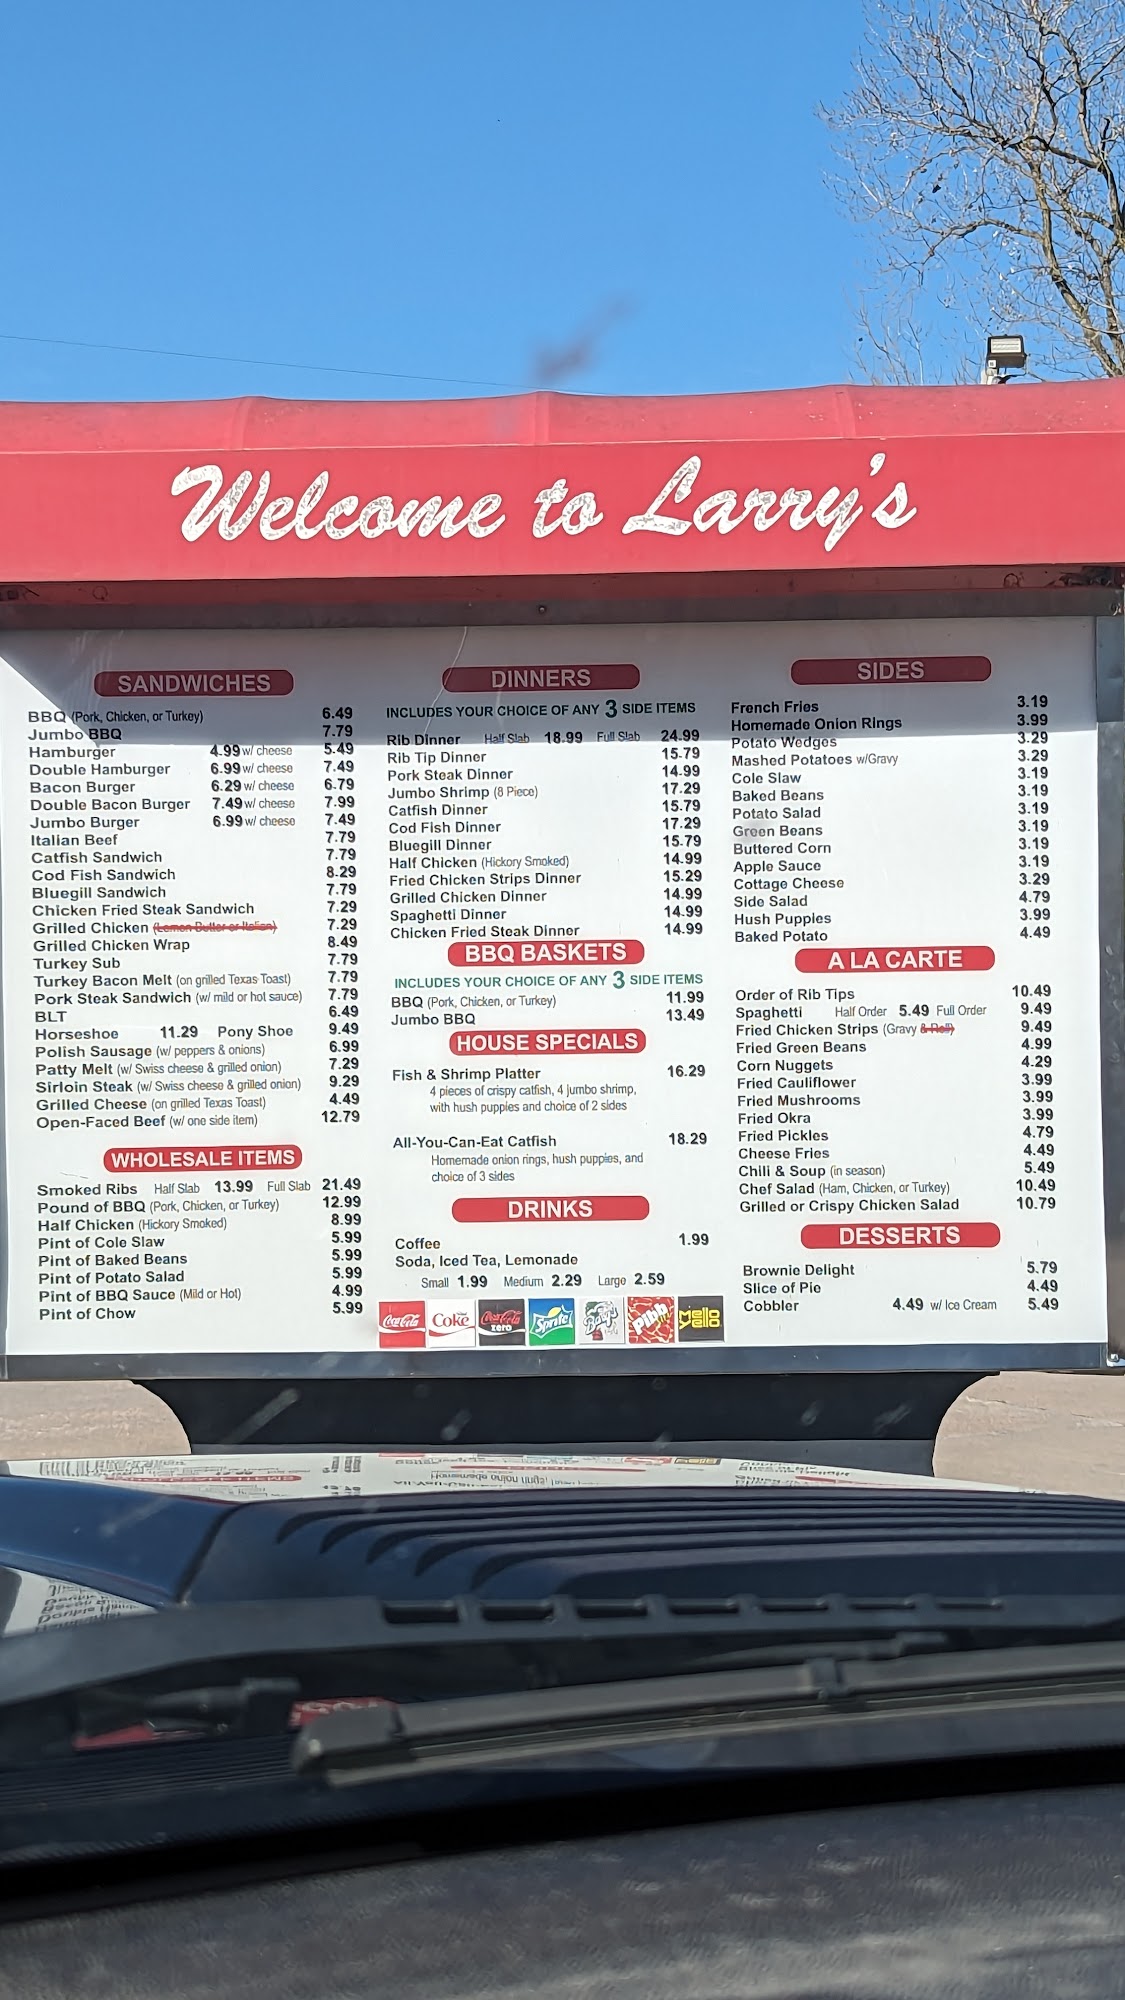 Welcome to Larry's
SANDWICHES
BBQ (Pork, Chicken, or Turkey) 6.49
Jumbo BBQ 7.79
Hamburger 4.99 w/ cheese 5.49
Double Hamburger 6.99 w/ cheese 7.49
Bacon Burger 6.29 w/ cheese 6.79
Double Bacon Burger 7.49 w/ cheese 7.99
Jumbo Burger 6.99 w/ cheese 7.49
Italian Beef 7.79
Catfish Sandwich 7.79
Cod Fish Sandwich 8.29
Bluegill Sandwich 7.79
Chicken Fried Steak Sandwich 7.29
Grilled Chicken (Lemon Butter or Italian) 7.29
Grilled Chicken Wrap 8.49
Turkey Sub 7.79
Turkey Bacon Melt (on grilled Texas Toast) 7.79
Pork Steak Sandwich (w/ mild or hot sauce) 7.79
BLT 6.49
Horseshoe 11.29 Pony Shoe 9.49
Polish Sausage (w/ peppers & onions) 6.99
Patty Melt (w/ Swiss cheese & grilled onion) 7.29
Sirloin Steak (w/ Swiss cheese & grilled onion) 9.29
Grilled Cheese (on grilled Texas Toast) 4.49
Open-Faced Beef (w/ one side item) 12.79
WHOLESALE ITEMS
Smoked Ribs Half Slab 13.99 Full Slab 21.49
Pound of BBQ (Pork, Chicken, or Turkey) 12.99
Half Chicken (Hickory Smoked) 8.99
Pint of Cole Slaw 5.99
Pint of Baked Beans 5.99
Pint of Potato Salad 5.99
Pint of BBQ Sauce (Mild or Hot) 4.99
Pint of Chow 5.99
DINNERS
INCLUDES YOUR CHOICE OF ANY 3 SIDE ITEMS
Rib Dinner Half Slab 18.99 Full Slab 24.99
Rib Tip Dinner 15.79
Pork Steak Dinner 14.99
Jumbo Shrimp (8 Piece) 17.29
Catfish Dinner 15.79
Cod Fish Dinner 17.29
Bluegill Dinner 15.79
Half Chicken (Hickory Smoked) 14.99
Fried Chicken Strips Dinner 15.29
Grilled Chicken Dinner 14.99
Spaghetti Dinner 14.99
Chicken Fried Steak Dinner 14.99
BBQ BASKETS
INCLUDES YOUR CHOICE OF ANY 3 SIDE ITEMS
BBQ (Pork, Chicken, or Turkey) 11.99
Jumbo BBQ 13.49
HOUSE SPECIALS
Fish & Shrimp Platter 16.29
4 pieces of crispy catfish, 4 jumbo shrimp,
with hush puppies and choice of 2 sides
All-You-Can-Eat Catfish 18.29
Homemade onion rings, hush puppies, and
choice of 3 sides
DRINKS
Coffee 1.99
Soda, Iced Tea, Lemonade
Small 1.99 Medium 2.29 Large 2.59
Coca-Cola Diet Coke Coca-Cola zero Sprite Barq's Pibb Mello Yello
SIDES
French Fries 3.19
Homemade Onion Rings 3.99
Potato Wedges 3.29
Mashed Potatoes w/Gravy 3.29
Cole Slaw 3.19
Baked Beans 3.19
Potato Salad 3.19
Green Beans 3.19
Buttered Corn 3.19
Apple Sauce 3.19
Cottage Cheese 3.29
Side Salad 4.79
Hush Puppies 3.99
Baked Potato 4.49
A LA CARTE
Order of Rib Tips 10.49
Spaghetti Half Order 5.49 Full Order 9.49
Fried Chicken Strips (Gravy & Roll) 9.49
Fried Green Beans 4.99
Corn Nuggets 4.29
Fried Cauliflower 3.99
Fried Mushrooms 3.99
Fried Okra 3.99
Fried Pickles 4.79
Cheese Fries 4.49
Chili & Soup (in season) 5.49
Chef Salad (Ham, Chicken, or Turkey) 10.49
Grilled or Crispy Chicken Salad 10.79
DESSERTS
Brownie Delight 5.79
Slice of Pie 4.49
Cobbler 4.49 w/ Ice Cream 5.49